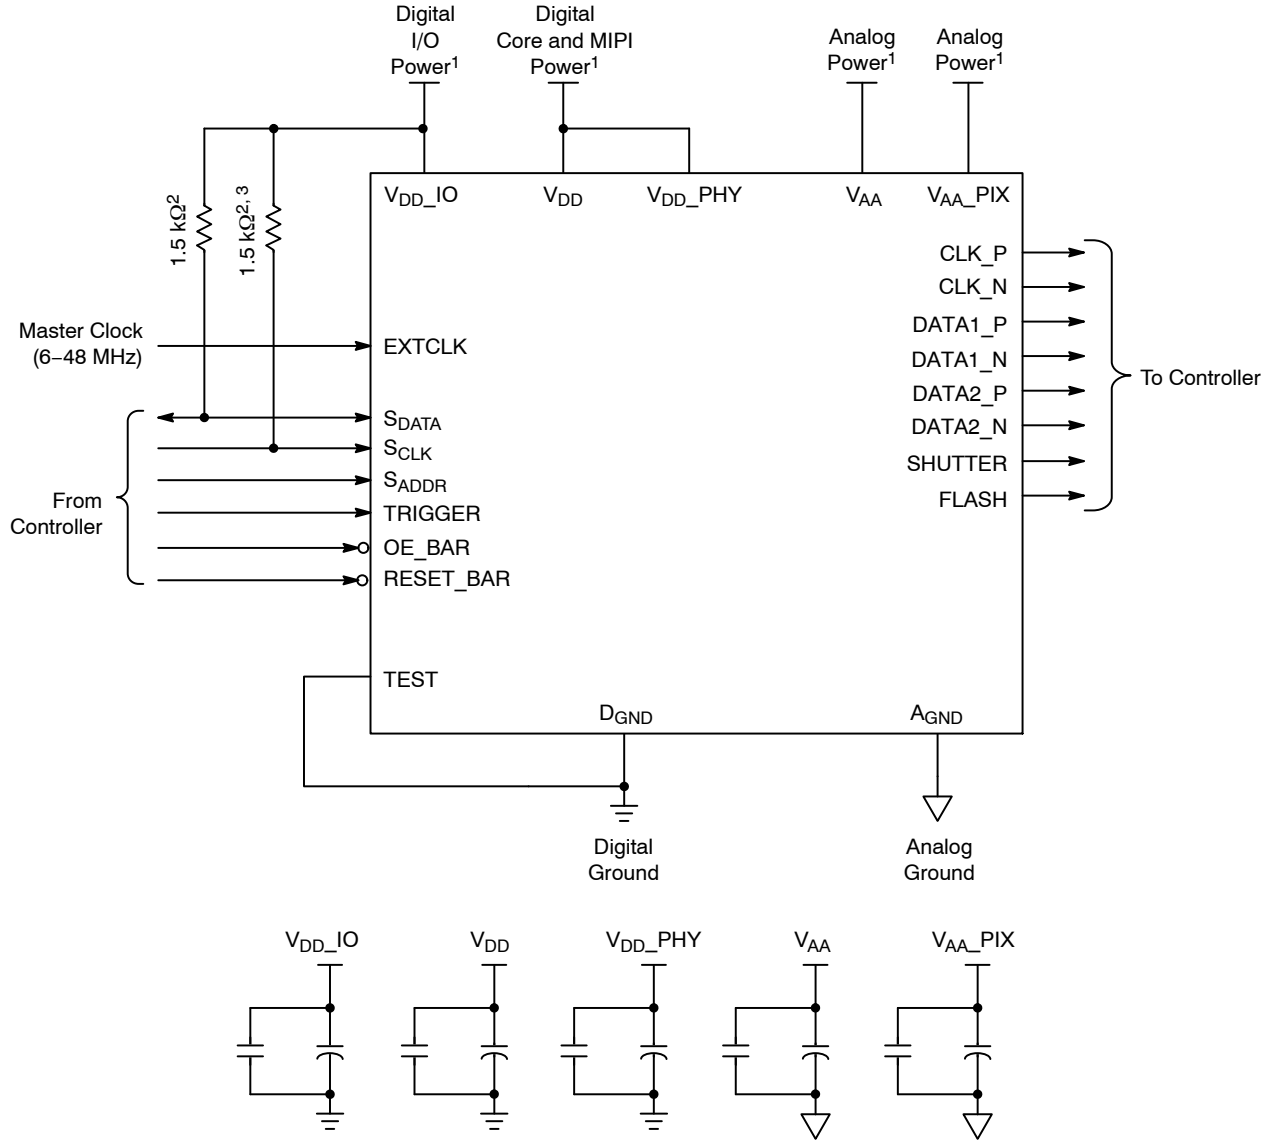 Digital
I/O
Power1
Digital
Core and MIPI
Power1
Analog
Power1
Analog
Power1
VDD_IO
VDD
VDD_PHY
VAA
VAA_PIX
1.5 kΩ2
1.5 kΩ2, 3
Master Clock
(6–48 MHz)
EXTCLK
SDATA
SCLK
SADDR
TRIGGER
OE_BAR
RESET_BAR
From
Controller
TEST
CLK_P
CLK_N
DATA1_P
DATA1_N
DATA2_P
DATA2_N
SHUTTER
FLASH
To Controller
DGND
AGND
Digital
Ground
Analog
Ground
VDD_IO
VDD
VDD_PHY
VAA
VAA_PIX